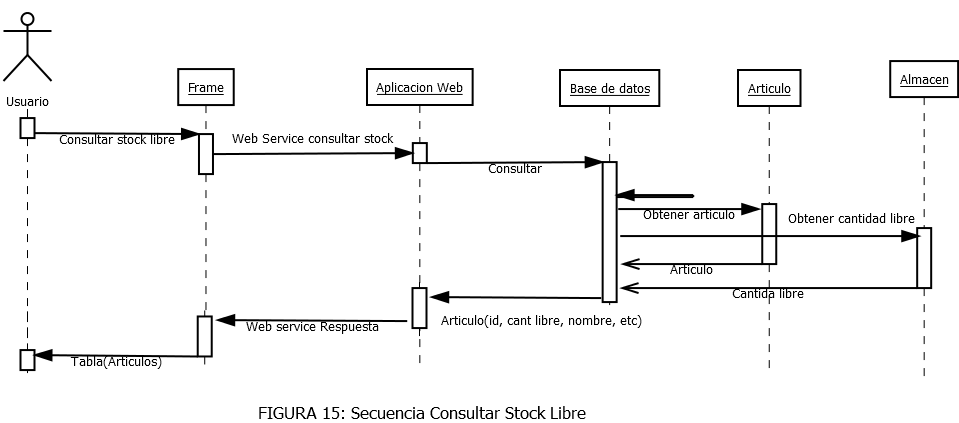 Usuario
Frame
Aplicacion Web
Base de datos
Articulo
Almacen
Consultar stock libre
Web Service consultar stock
Consultar
Obtener articulo
Obtener cantidad libre
Articulo
Cantida libre
Articulo(id, cant libre, nombre, etc)
Web service Respuesta
Tabla(Articulos)
FIGURA 15: Secuencia Consultar Stock Libre